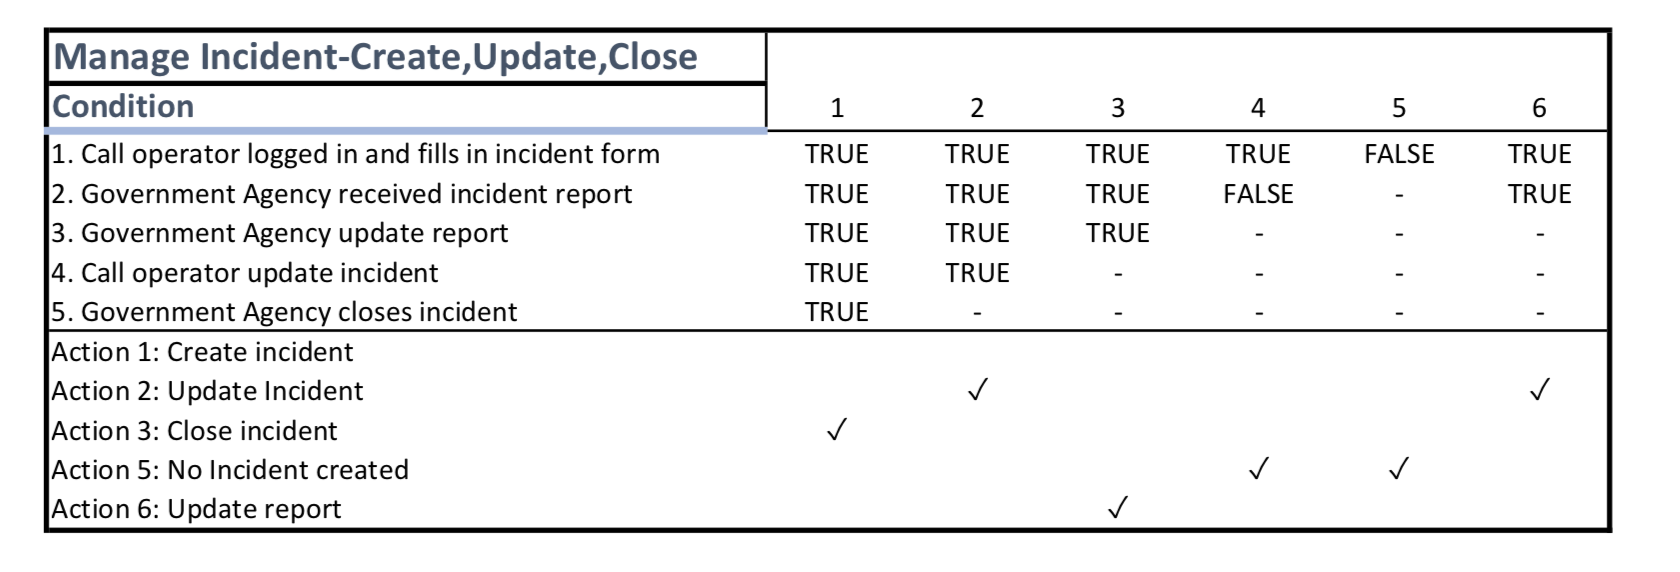 Manage Incident-Create,Update,Close
Condition 1 2 3 4 5 6
1. Call operator logged in and fills in incident form TRUE TRUE TRUE TRUE FALSE TRUE
2. Government Agency received incident report TRUE TRUE TRUE FALSE - TRUE
3. Government Agency update report TRUE TRUE TRUE - - -
4. Call operator update incident TRUE TRUE - - - -
5. Government Agency closes incident TRUE - - - - -
Action 1: Create incident
Action 2: Update Incident ✓ ✓
Action 3: Close incident ✓
Action 5: No Incident created ✓ ✓
Action 6: Update report ✓